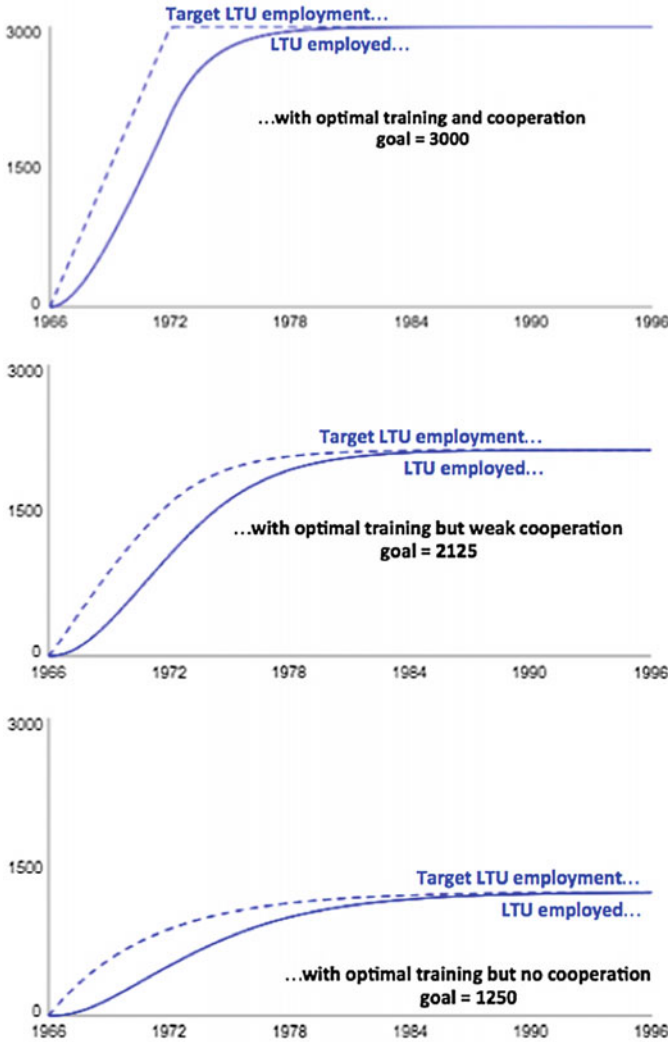 Target LTU employment...
3000
LTU employed...
...with optimal training and cooperation
goal = 3000
1500
0
1966 1972 1978 1984 1990 1996
3000
Target LTU employment...
LTU employed...
1500
...with optimal training but weak cooperation
goal = 2125
0
1966 1972 1978 1984 1990 1996
3000
1500
Target LTU employment...
LTU employed...
...with optimal training but no cooperation
goal = 1250
0
1966 1972 1978 1984 1990 1996